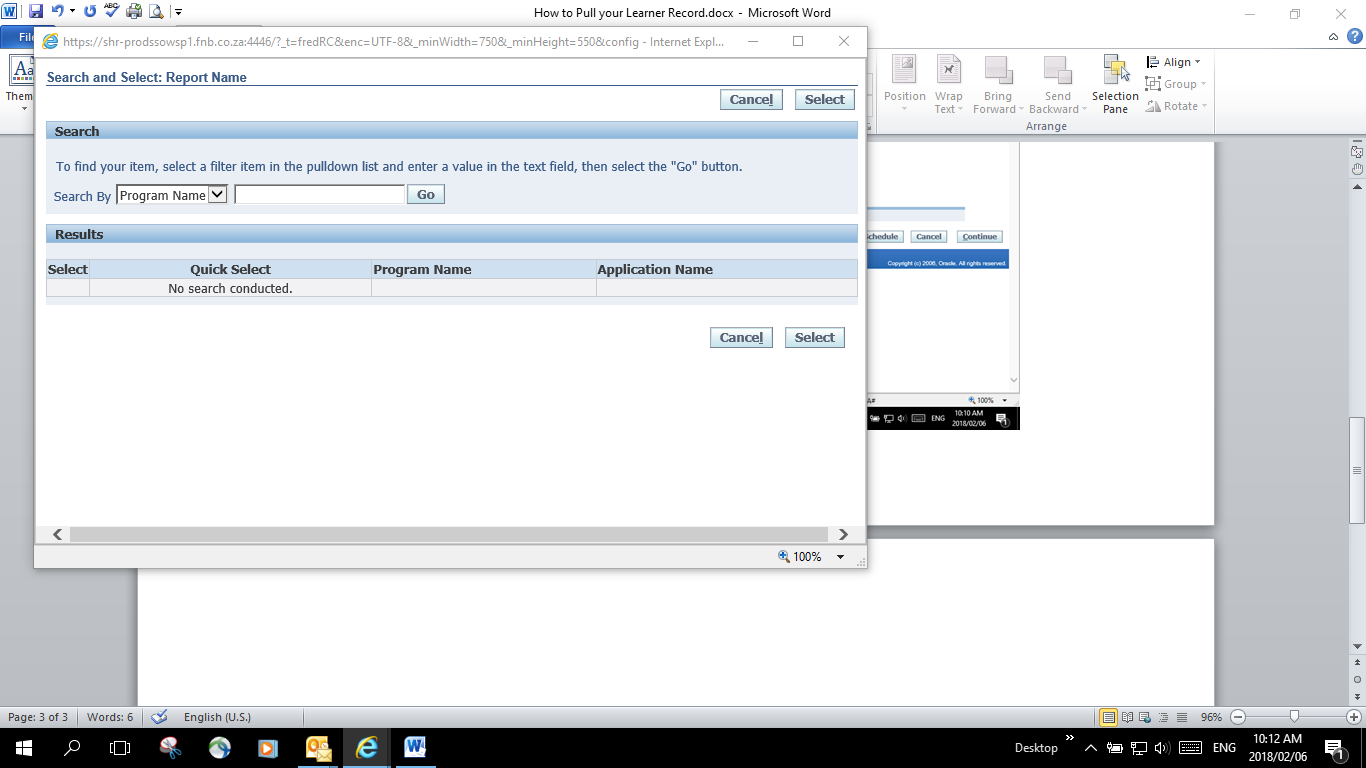 How to Pull your Learner Record.docx - Microsoft Word
https://shr-prodssowsp1.fnb.co.za:4446/?_t=fredRC&enc=UTF-8&_minWidth=750&_minHeight=550&config - Internet Expl...
Search and Select: Report Name
Cancel Select
Search
To find your item, select a filter item in the pulldown list and enter a value in the text field, then select the "Go" button.
Search By Program Name Go
Results
Select Quick Select Program Name Application Name
No search conducted.
Cancel Select
100%
Fil
Aa
Them
Position
Wrap Text
Bring Forward
Send Backward
Selection Pane
Align
Group
Rotate
Arrange
chedule Cancel Continue
Copyright (c) 2006, Oracle. All rights reserved.
100%
ENG 10:10 AM
2018/02/06 1
Page: 3 of 3 Words: 6 English (U.S.) 96%
Desktop ENG 10:12 AM
2018/02/06 1